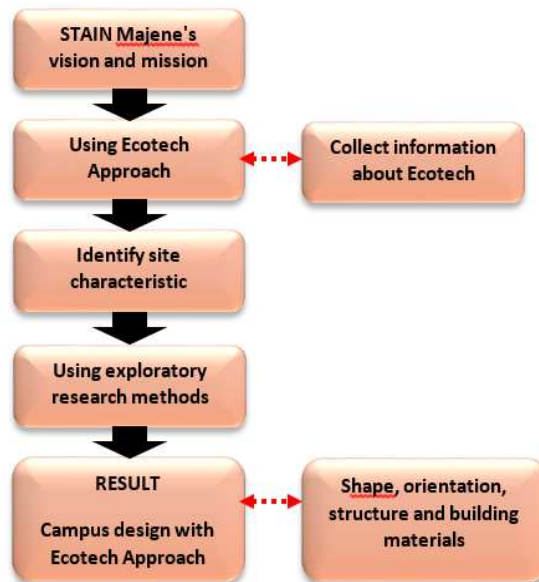 STAIN Majene's
vision and mission
Using Ecotech
Approach
Collect information
about Ecotech
Identify site
characteristic
Using exploratory
research methods
RESULT
Campus design with
Ecotech Approach
Shape, orientation,
structure and building
materials